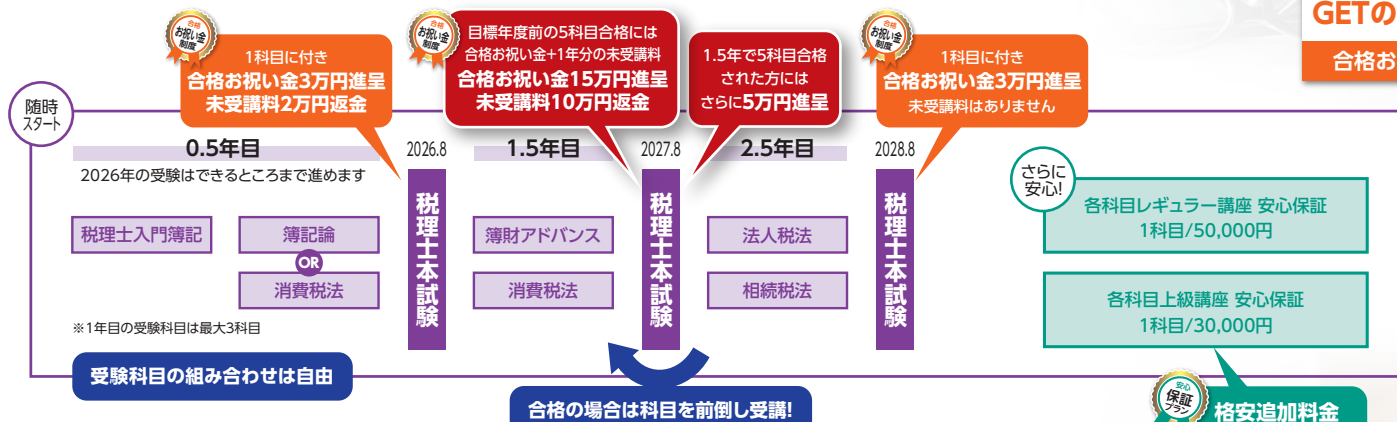 GETの
合格お
合格
お祝い金
制度
1科目に付き
合格お祝い金3万円進呈
未受講料2万円返金
合格
お祝い金
制度
目標年度前の5科目合格には
合格お祝い金+1年分の未受講料
合格お祝い金15万円進呈
未受講料10万円返金
1.5年で5科目合格
された方には
さらに5万円進呈
合格
お祝い金
制度
1科目に付き
合格お祝い金3万円進呈
未受講料はありません
随時
スタート
0.5年目
2026.8
1.5年目
2027.8
2.5年目
2028.8
2026年の受験はできるところまで進めます
税理士入門簿記
簿記論
OR
消費税法
税理士本試験
簿財アドバンス
消費税法
税理士本試験
法人税法
相続税法
税理士本試験
さらに
安心!
各科目レギュラー講座 安心保証
1科目/50,000円
各科目上級講座 安心保証
1科目/30,000円
※1年目の受験科目は最大3科目
受験科目の組み合わせは自由
合格の場合は科目を前倒し受講!
安心
保証
プラン
格安追加料金